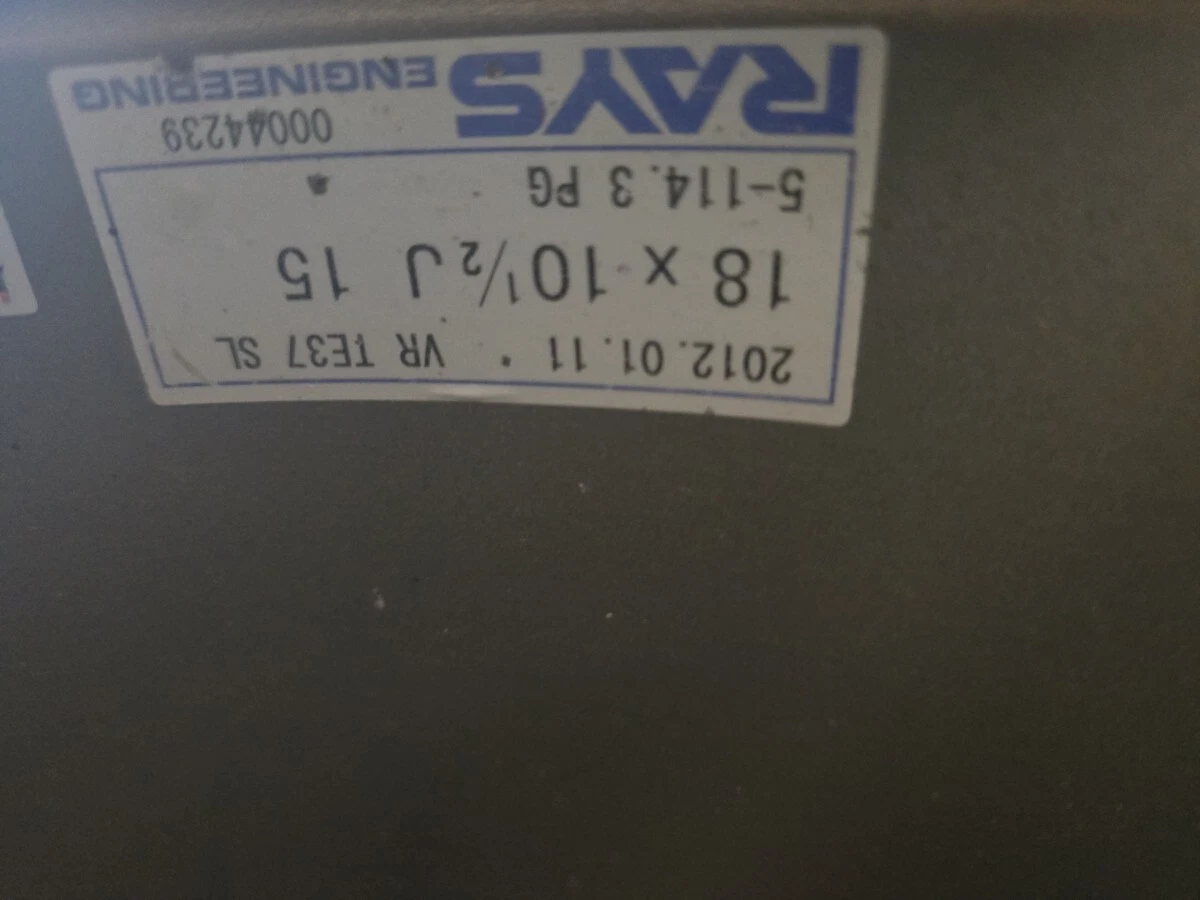 RAYS ENGINEERING
00044239
5-114.3 PG
18 x 10½J 15
2012.01.11 VR TE37 SL